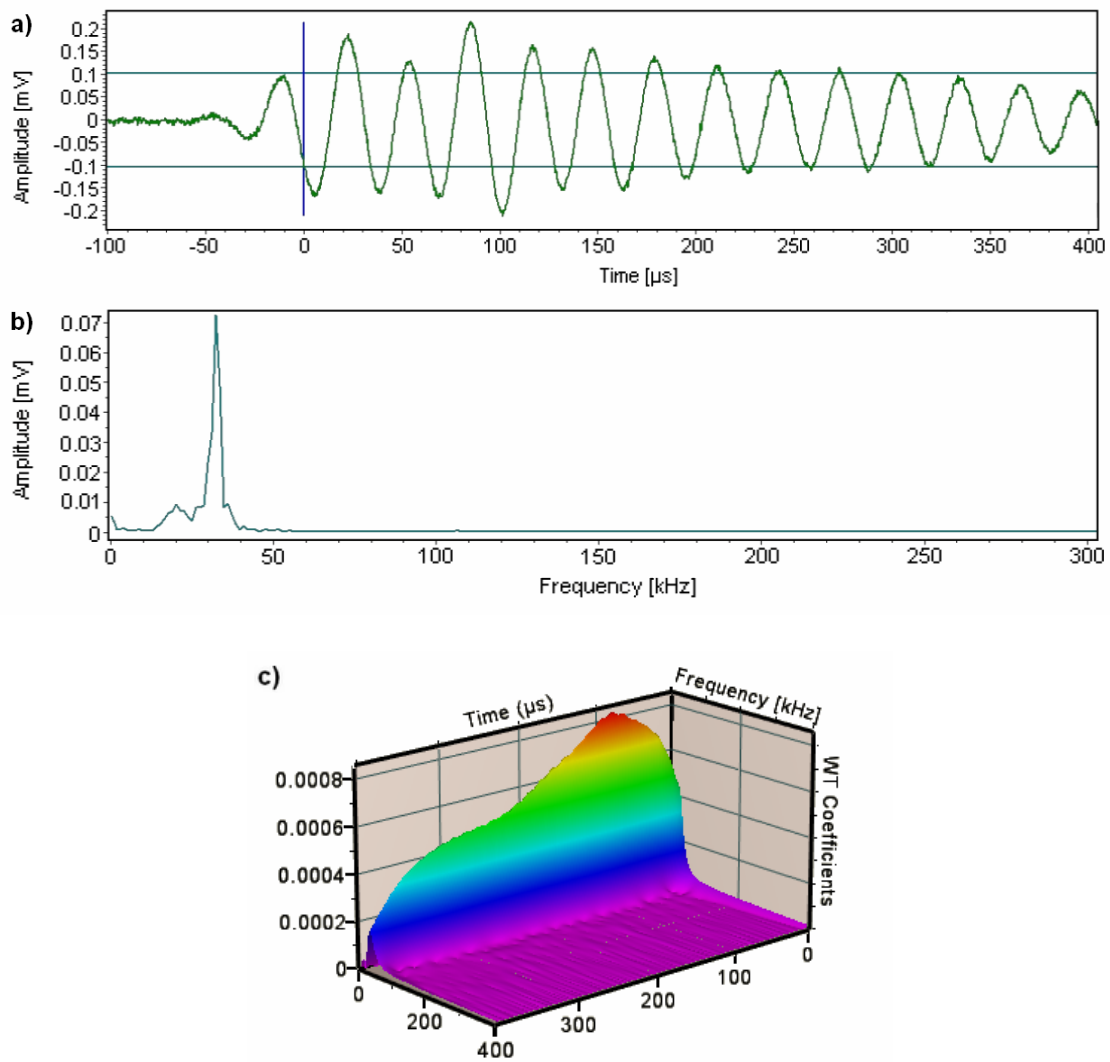 a)
Amplitude [mV]
0.2
0.15
0.1
0.05
0
-0.05
-0.1
-0.15
-0.2
-100 -50 0 50 100 150 200 250 300 350 400
Time [µs]
b)
Amplitude [mV]
0.07
0.06
0.05
0.04
0.03
0.02
0.01
0
0 50 100 150 200 250 300
Frequency [kHz]
c)
Time (µs)
Frequency [kHz]
WT Coefficients
0.0008
0.0006
0.0004
0.0002
0
0 200 400
300 200 100 0